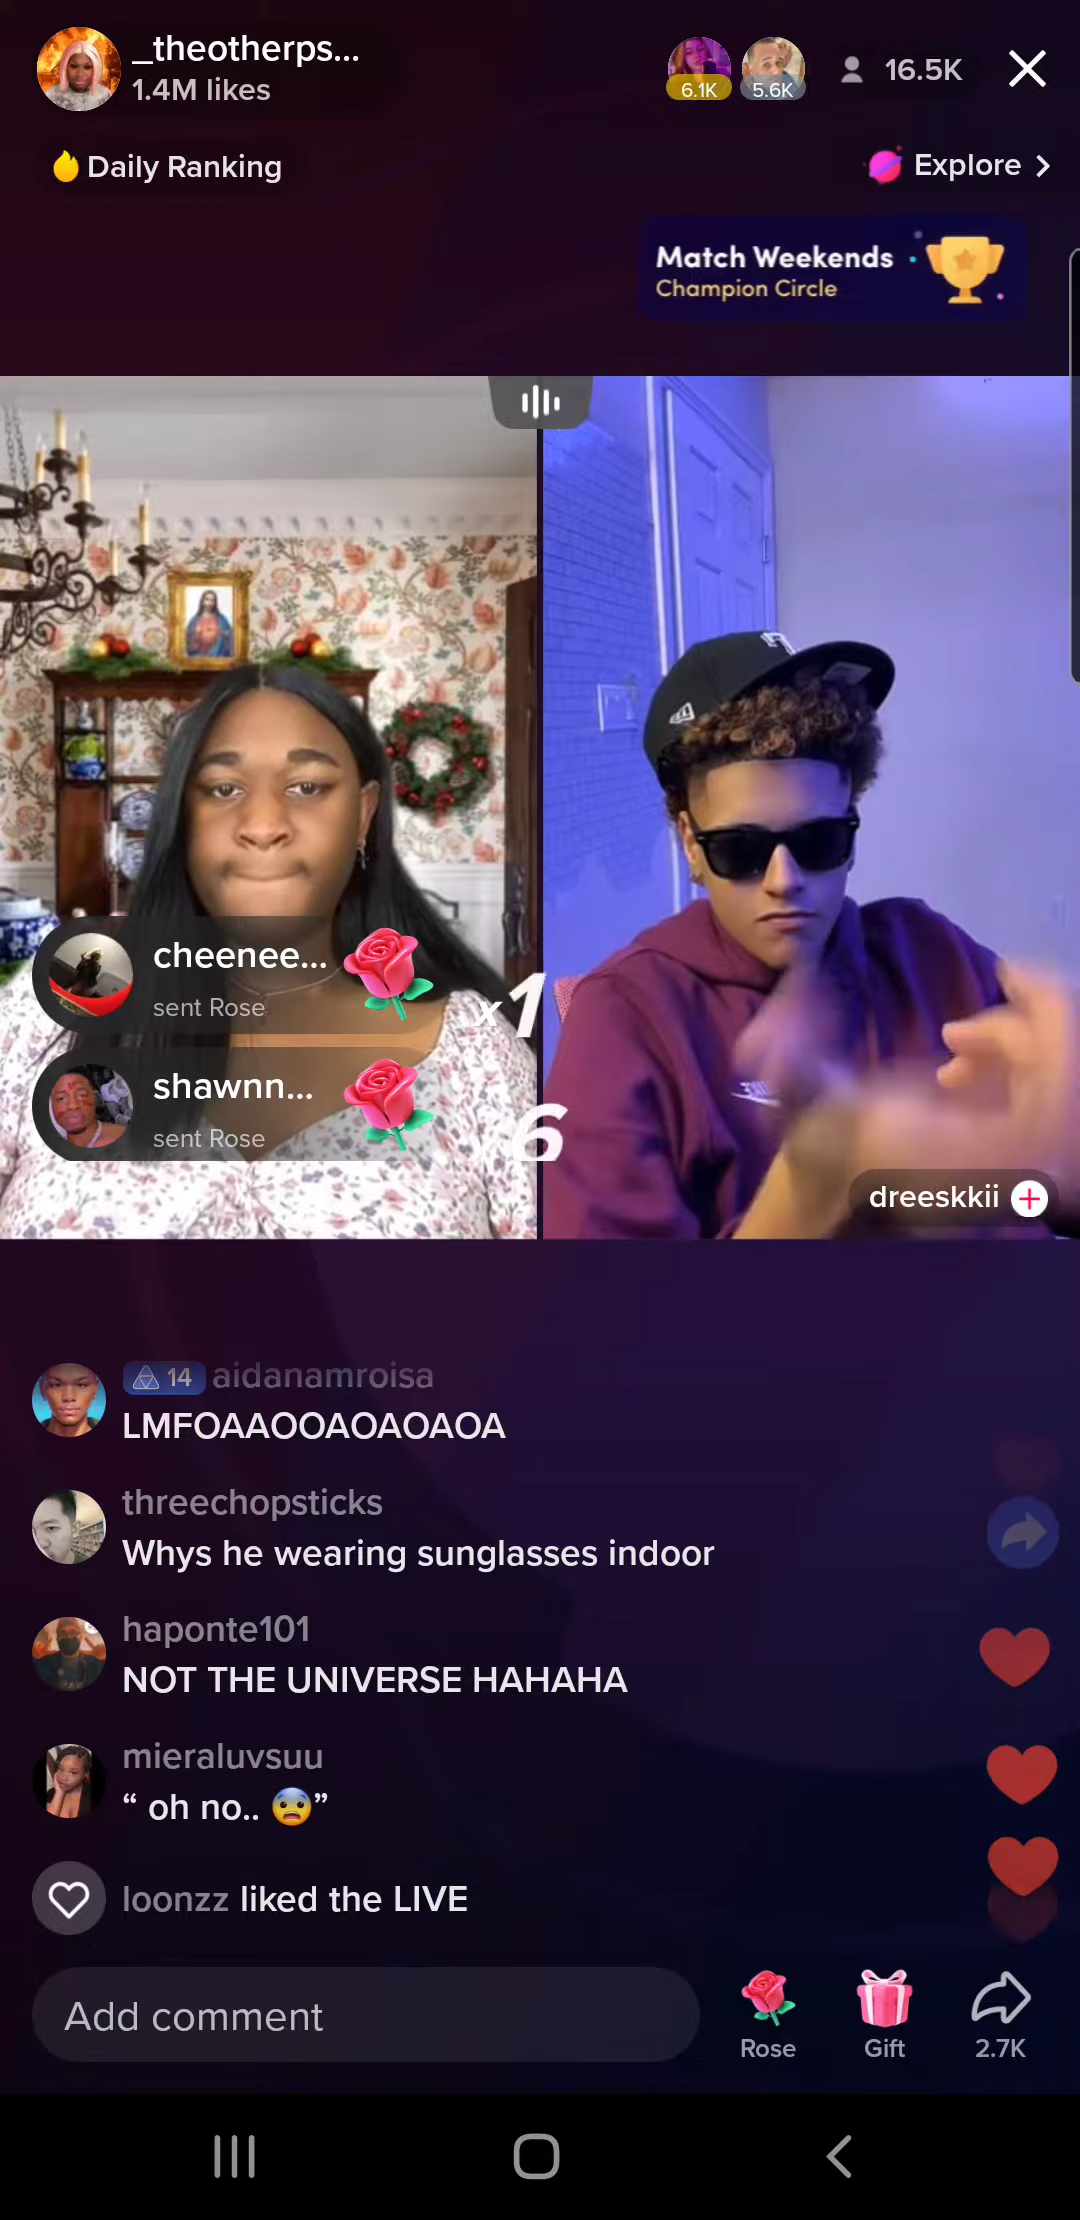 _theotherps...
1.4M likes
6.1K
5.6K
16.5K
Daily Ranking
Explore
Match Weekends
Champion Circle
cheenee...
sent Rose
x1
shawnn...
sent Rose
x6
dreeskkii
14 aidanamroisa
LMFOAAOOAOAOAOA
threechopsticks
Whys he wearing sunglasses indoor
haponte101
NOT THE UNIVERSE HAHAHA
mieraluvsuu
“ oh no.. 😨”
loonzz liked the LIVE
Add comment
Rose
Gift
2.7K